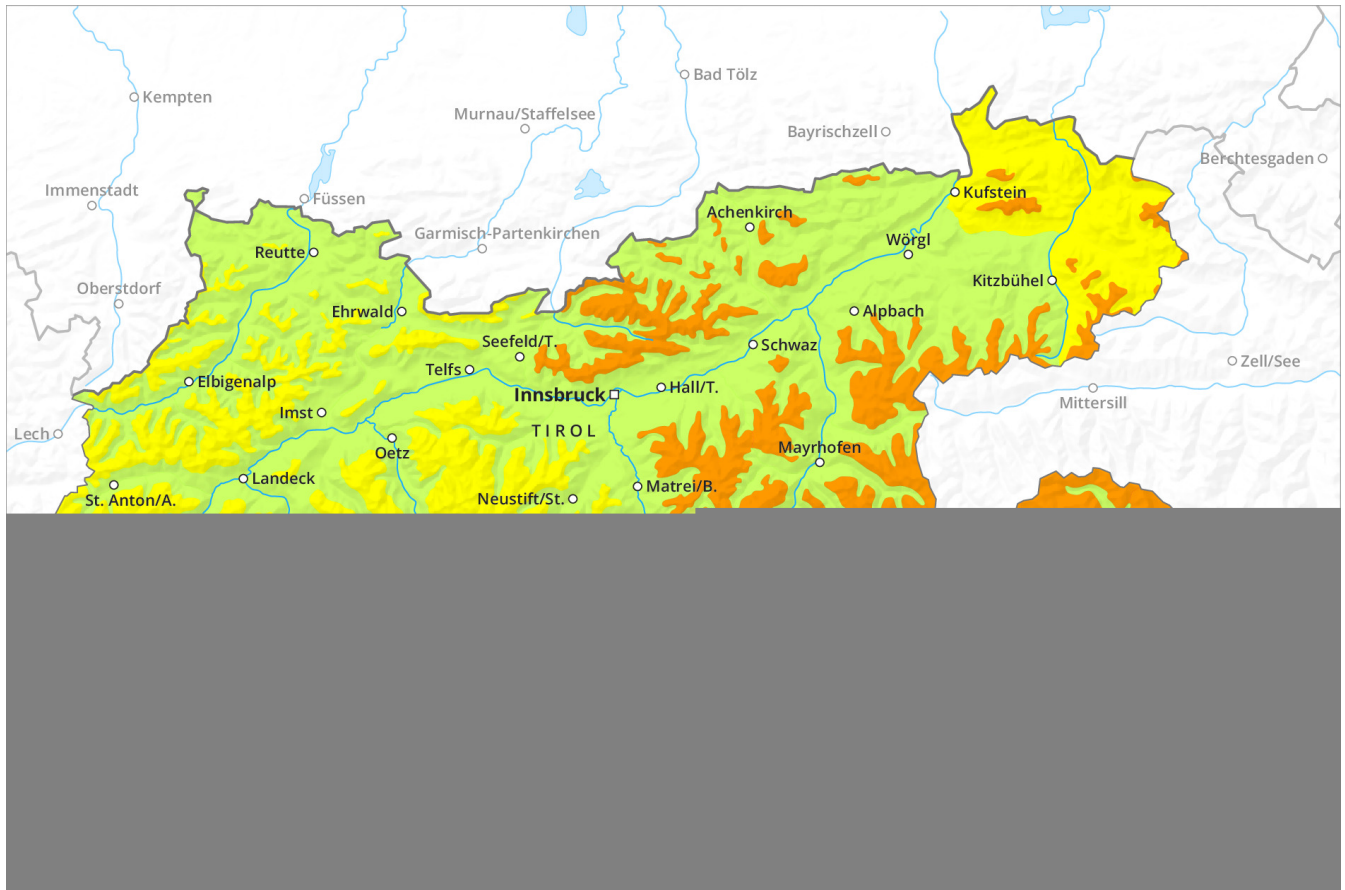 Bad Tölz
Kempten
Murnau/Staffelsee
Bayrischzell
Berchtesgaden
Immenstadt
Füssen
Kufstein
Achenkirch
Garmisch-Partenkirchen
Wörgl
Reutte
Kitzbühel
Oberstdorf
Ehrwald
Alpbach
Seefeld/T.
Schwaz
Zell/See
Telfs
Elbigenalp
Hall/T.
Innsbruck
Mittersill
Imst
Lech
TIROL
Mayrhofen
Oetz
Landeck
Matrei/B.
St. Anton/A.
Neustift/St.